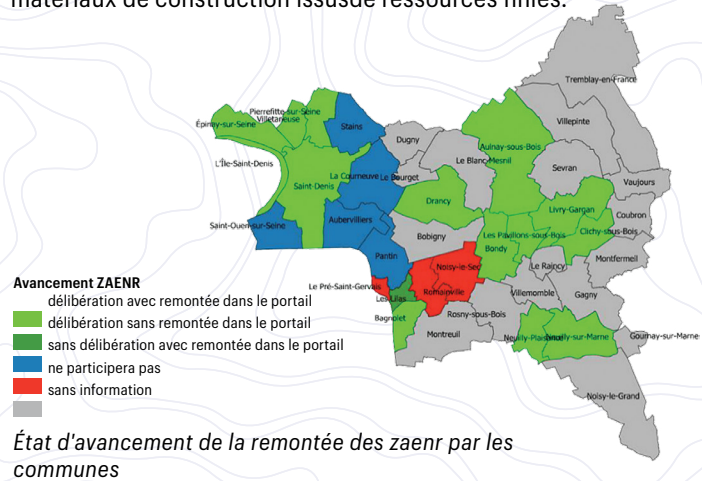 matériaux de construction issusde ressources finies.
Tremblay-en-France
Villepinte
Pierrefitte-sur-Seine
Villetaneuse
Épinay-sur-Seine
Stains
Dugny
Aulnay-sous-Bois
Le Blanc-Mesnil
Sevran
L'Île-Saint-Denis
La Courneuve
Le Bourget
Vaujours
Saint-Denis
Drancy
Livry-Gargan
Coubron
Saint-Ouen-sur-Seine
Aubervilliers
Bobigny
Les Pavillons-sous-Bois
Clichy-sous-Bois
Bondy
Pantin
Montfermeil
Noisy-le-Sec
Le Raincy
Avancement ZAENR
Le Pré-Saint-Gervais
Romainville
Villemomble
Gagny
Les Lilas
délibération avec remontée dans le portail
Rosny-sous-Bois
Bagnolet
délibération sans remontée dans le portail
Montreuil
Neuilly-Plaisance
Neuilly-sur-Marne
Gournay-sur-Marne
sans délibération avec remontée dans le portail
ne participera pas
sans information
Noisy-le-Grand
État d'avancement de la remontée des zaenr par les
communes